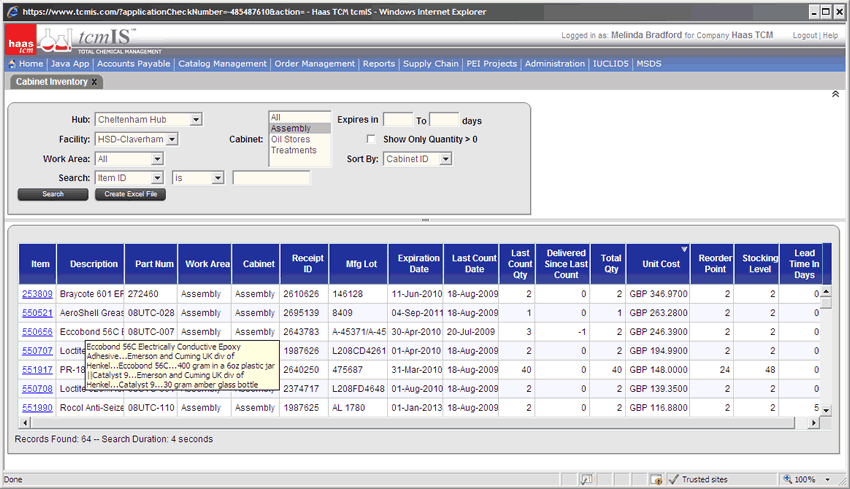 https://www.tcmis.com/?applicationCheckNumber=-485487610&action= - Haas TCM tcmIS - Windows Internet Explorer
haas tcm
tcmIS™
TOTAL CHEMICAL MANAGEMENT
Logged in as: Melinda Bradford for Company Haas TCM
Logout | Help
Home | Java App | Accounts Payable | Catalog Management | Order Management | Reports | Supply Chain | PEI Projects | Administration | IUCLID5 | MSDS
Cabinet Inventory X
Hub: Cheltenham Hub
Facility: HSD-Claverham
Work Area: All
Search: Item ID is
Cabinet:
All
Assembly
Oil Stores
Treatments
Expires in To days
Show Only Quantity > 0
Sort By: Cabinet ID
Search Create Excel File
Item Description Part Num Work Area Cabinet Receipt ID Mfg Lot Expiration Date Last Count Date Last Count Qty Delivered Since Last Count Total Qty Unit Cost Reorder Point Stocking Level Lead Time In Days
253809 Braycote 601 EF 272460 Assembly Assembly 2610626 146128 11-Jun-2010 18-Aug-2009 2 0 2 GBP 346.9700 2 2 0
550521 AeroShell Greas 08UTC-028 Assembly Assembly 2695139 8409 04-Sep-2011 18-Aug-2009 1 0 1 GBP 263.2800 2 2 0
550656 Eccobond 56C E 08UTC-007 Assembly Assembly 2643783 A-45371/A-45 30-Apr-2010 20-Jul-2009 3 -1 2 GBP 246.3900 2 2 0
550707 Loctite Assembly 1987626 L208CD4261 01-Apr-2010 18-Aug-2009 2 0 2 GBP 194.9900 2 2 0
551917 PR-18 2640250 475687 31-Mar-2010 18-Aug-2009 40 0 40 GBP 148.0000 24 48 0
550708 Loctite 2374717 L208FD4648 01-Aug-2010 18-Aug-2009 2 0 2 GBP 139.3500 2 2 0
551990 Rocol Anti-Seize 08UTC-110 Assembly Assembly 1987625 AL 1780 01-Jan-2013 18-Aug-2009 2 0 2 GBP 116.8800 2 2 5
Eccobond 56C Electrically Conductive Epoxy
Adhesive...Emerson and Cuming UK div of
Henkel...Eccobond 56C...400 gram in a 6oz plastic jar
||Catalyst 9...Emerson and Cuming UK div of
Henkel...Catalyst 9...30 gram amber glass bottle
Records Found: 64 -- Search Duration: 4 seconds
Done
Trusted sites
100%